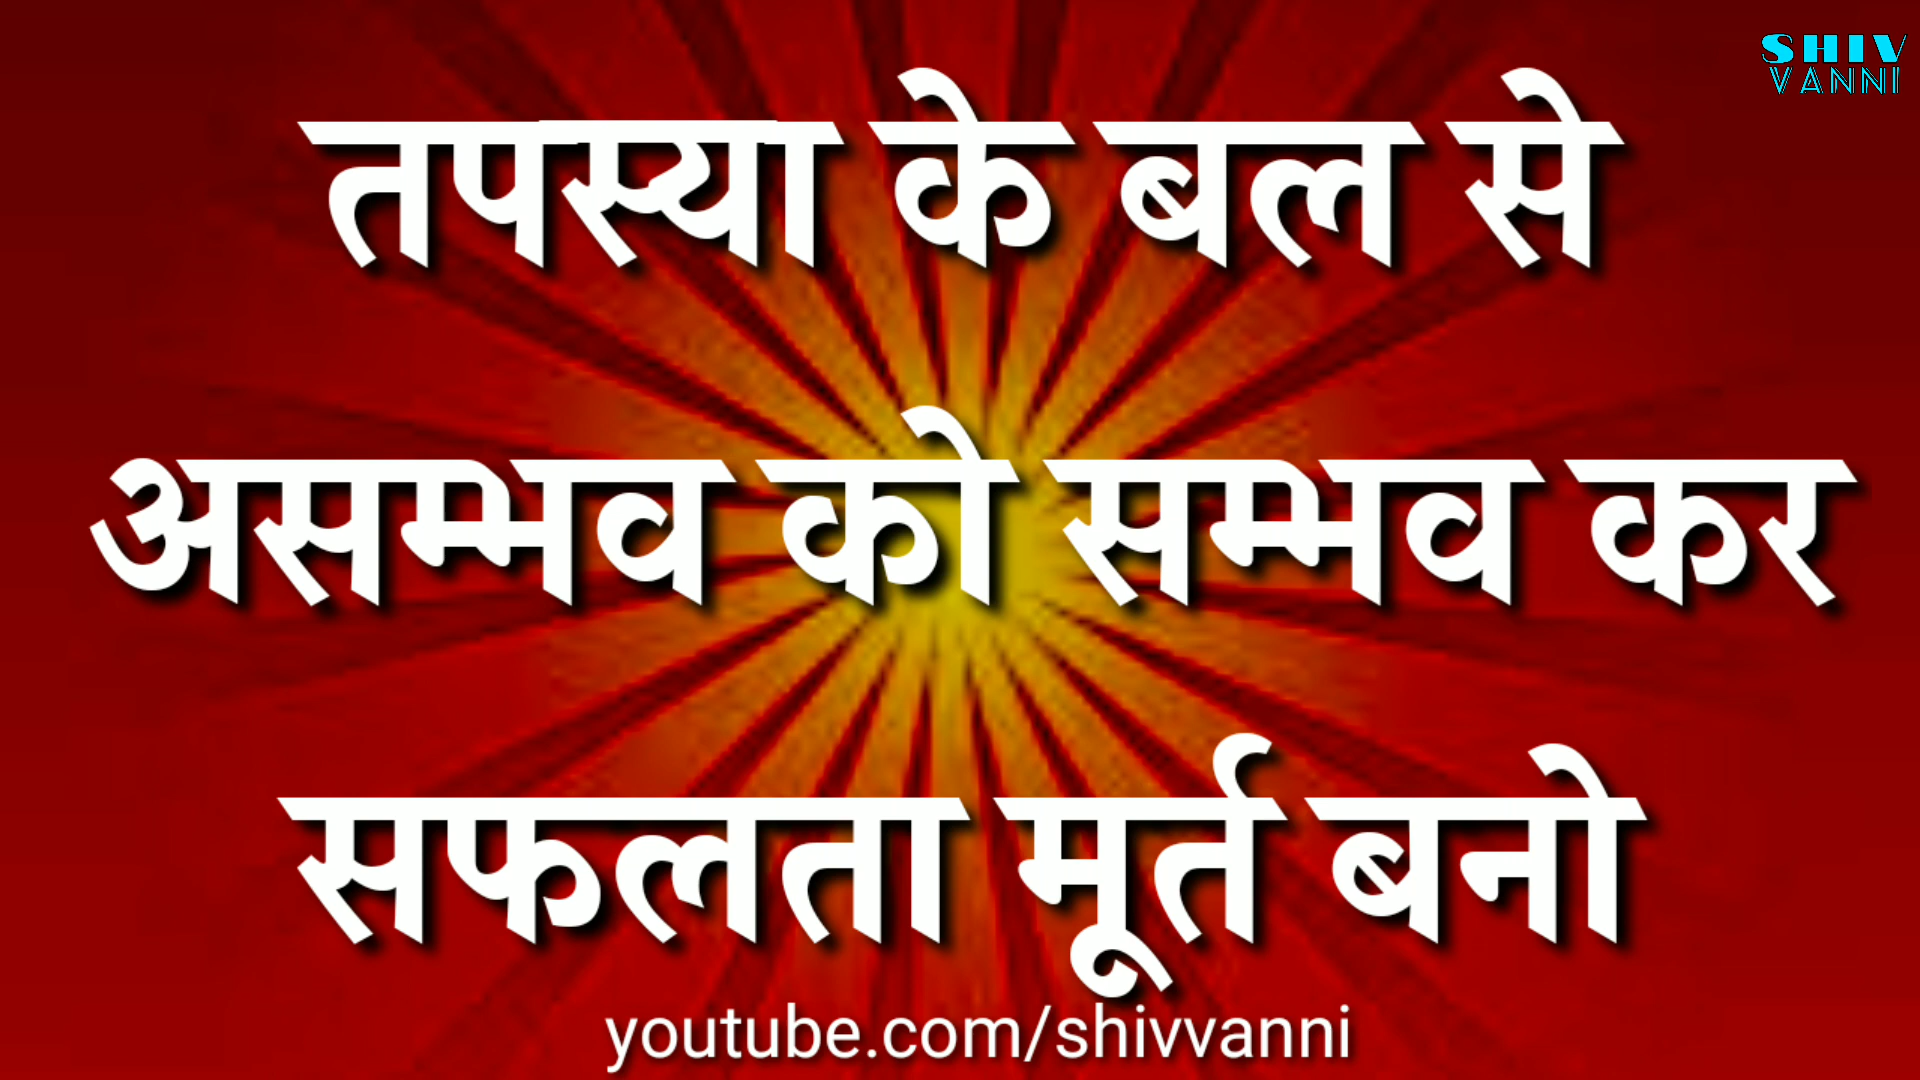 SHIV
VANNI
तपस्या के बल से
असम्भव को सम्भव कर
सफलता मूर्त बनो
youtube.com/shivvanni